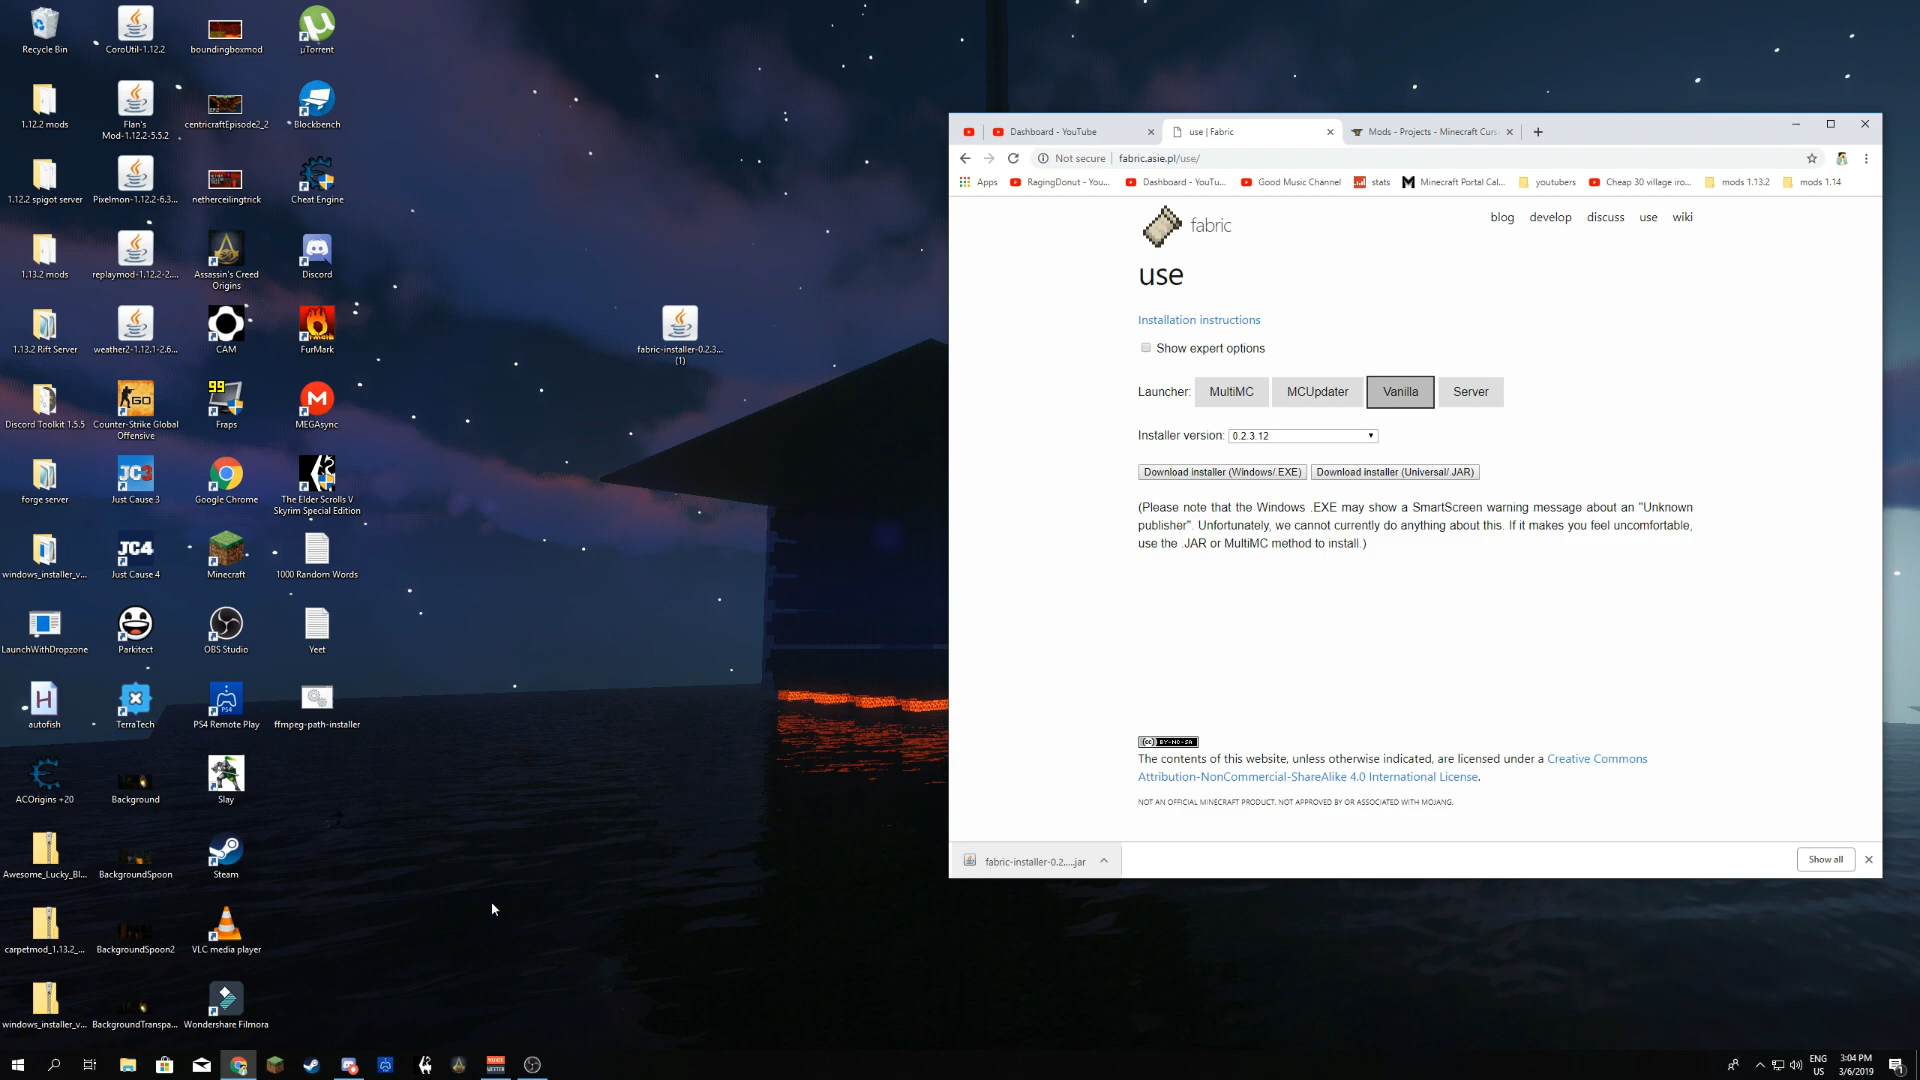 Recycle Bin
CoroUtil-1.12.2
boundingboxmod
µTorrent
1.12.2 mods
Flan's
Mod-1.12.2-5.5.2
centricraftEpisode2_2
Blockbench
1.12.2 spigot server
Pixelmon-1.12.2-6.3...
netherceilingtrick
Cheat Engine
1.13.2 mods
replaymod-1.12.2-2....
Assassin's Creed
Origins
Discord
1.13.2 Rift Server
weather2-1.12.1-2.6...
CAM
FurMark
Discord Toolkit 1.5.5
GO
Counter-Strike Global
Offensive
99
Fraps
MEGAsync
forge server
JC3
Just Cause 3
Google Chrome
The Elder Scrolls V
Skyrim Special Edition
windows_installer_v...
JC4
Just Cause 4
Minecraft
1000 Random Words
LaunchWithDropzone
Parkitect
OBS Studio
Yeet
autofish
TerraTech
PS4
PS4 Remote Play
ffmpeg-path-installer
ACOrigins +20
Background
Slay
Awesome_Lucky_Bl...
BackgroundSpoon
Steam
carpetmod_1.13.2_...
BackgroundSpoon2
VLC media player
windows_installer_v...
BackgroundTranspa...
Wondershare Filmora
fabric-installer-0.2.3...
(1)
Dashboard - YouTube
use | Fabric
Mods - Projects - Minecraft Curs
Not secure
fabric.asie.pl/use/
Apps
RagingDonut - You...
Dashboard - YouTu...
Good Music Channel
stats
Minecraft Portal Cal...
youtubers
Cheap 30 village iro...
mods 1.13.2
mods 1.14
fabric
blog develop discuss use wiki
use
Installation instructions
Show expert options
Launcher: MultiMC MCUpdater Vanilla Server
Installer version: 0.2.3.12
Download installer (Windows/.EXE) Download installer (Universal/.JAR)
(Please note that the Windows .EXE may show a SmartScreen warning message about an "Unknown
publisher". Unfortunately, we cannot currently do anything about this. If it makes you feel uncomfortable,
use the .JAR or MultiMC method to install.)
BY-NC-SA
The contents of this website, unless otherwise indicated, are licensed under a Creative Commons
Attribution-NonCommercial-ShareAlike 4.0 International License.
NOT AN OFFICIAL MINECRAFT PRODUCT. NOT APPROVED BY OR ASSOCIATED WITH MOJANG.
fabric-installer-0.2.....jar
Show all
ENG
US
3:04 PM
3/6/2019